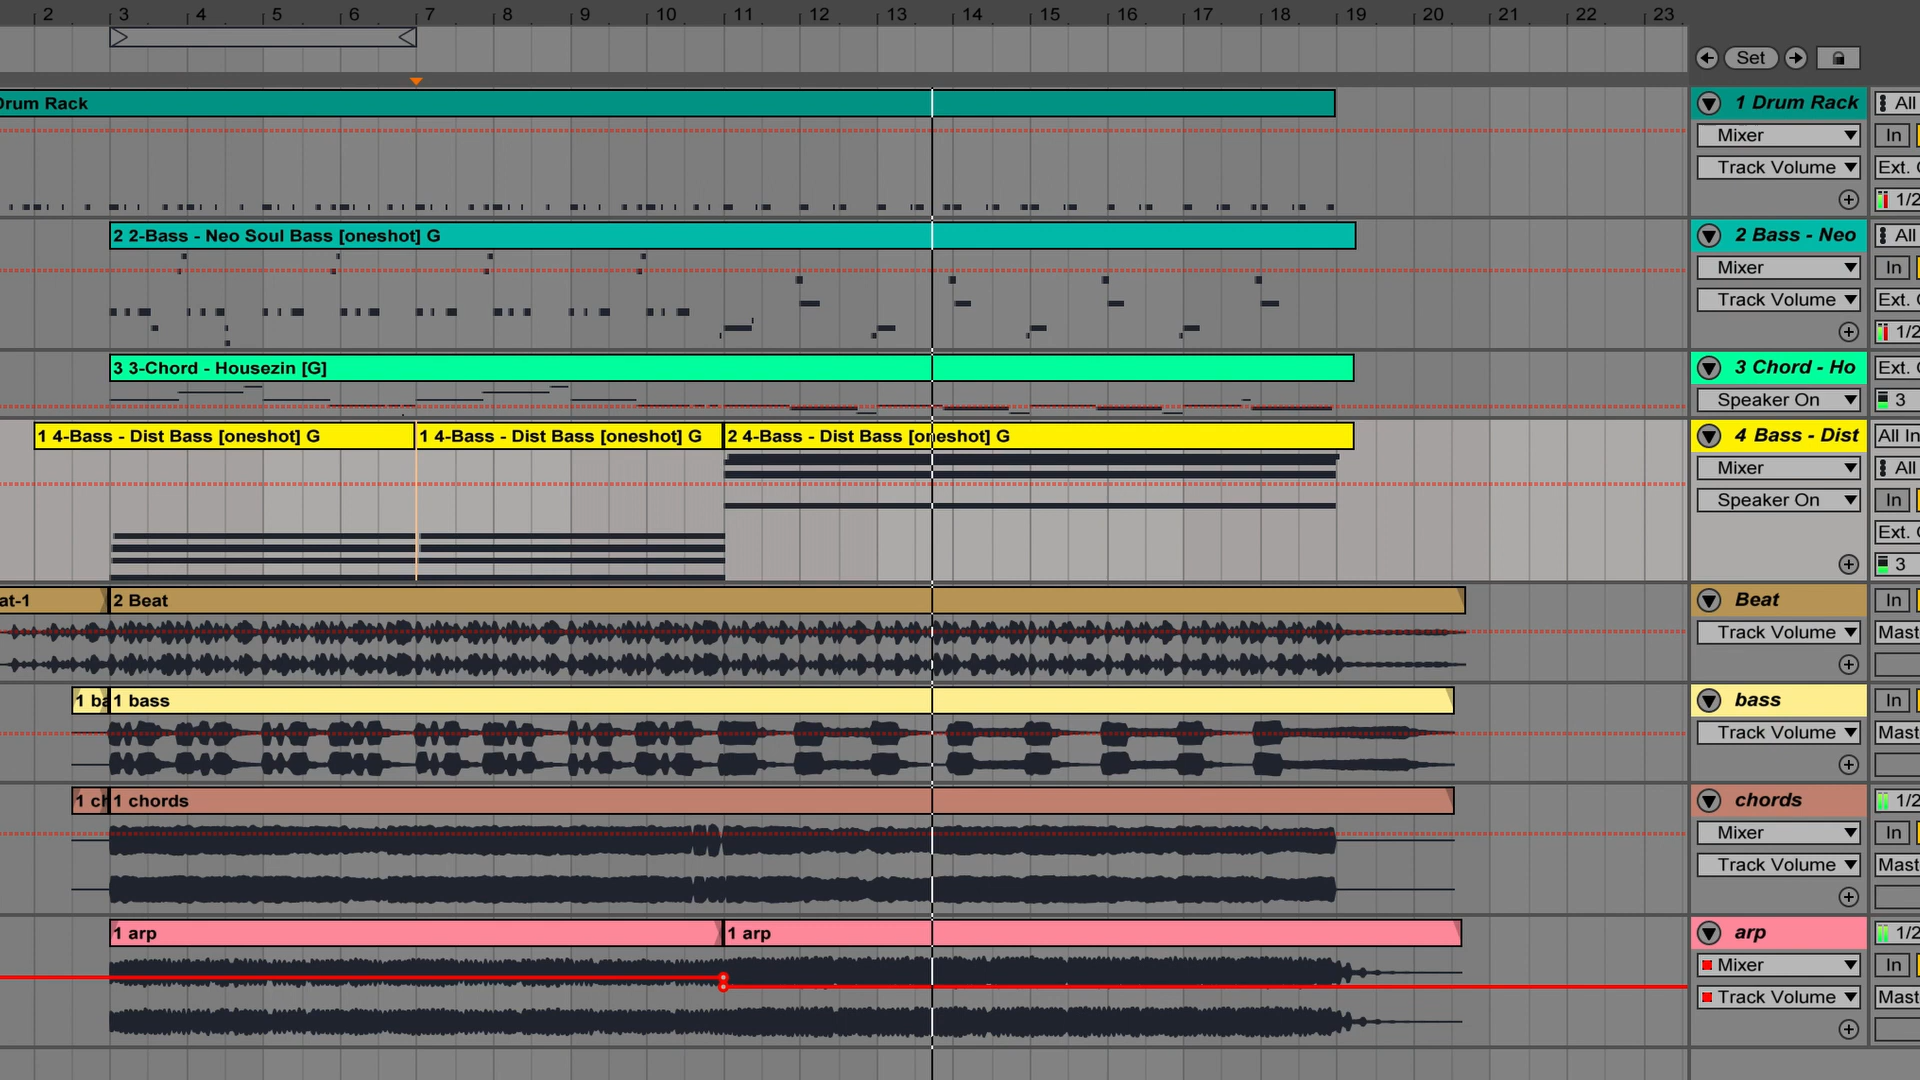 2 3 4 5 6 7 8 9 10 11 12 13 14 15 16 17 18 19 20 21 22 23
Set
Drum Rack
1 Drum Rack
All
Mixer
In
Track Volume
Ext.
1/2
2 2-Bass - Neo Soul Bass [oneshot] G
2 Bass - Neo
All
Mixer
In
Track Volume
Ext.
1/2
3 3-Chord - Housezin [G]
3 Chord - Ho
Ext.
Speaker On
3
1 4-Bass - Dist Bass [oneshot] G
1 4-Bass - Dist Bass [oneshot] G
2 4-Bass - Dist Bass [oneshot] G
4 Bass - Dist
All In
Mixer
All
Speaker On
In
Ext.
3
at-1
2 Beat
Beat
In
Track Volume
Mast
1 ba
1 bass
bass
In
Track Volume
Mast
1 ch
1 chords
chords
1/2
Mixer
In
Track Volume
Mast
1 arp
1 arp
arp
1/2
Mixer
In
Track Volume
Mast